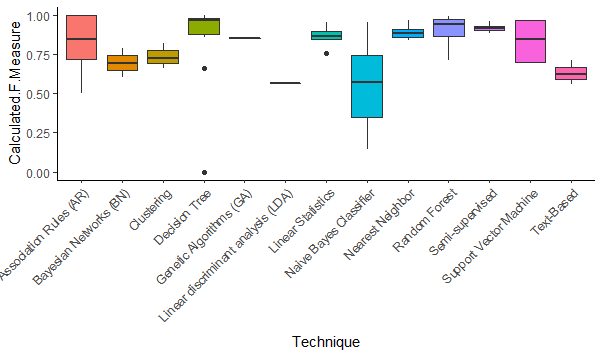 Calculated.F.Measure
1.00
0.75
0.50
0.25
0.00
Association Rules (AR)
Bayesian Networks (BN)
Clustering
Decision Tree
Genetic Algorithms (GA)
Linear discriminant analysis (LDA)
Linear Statistics
Naive Bayes Classifier
Nearest Neighbor
Random Forest
Semi-supervised
Support Vector Machine
Text-Based
Technique